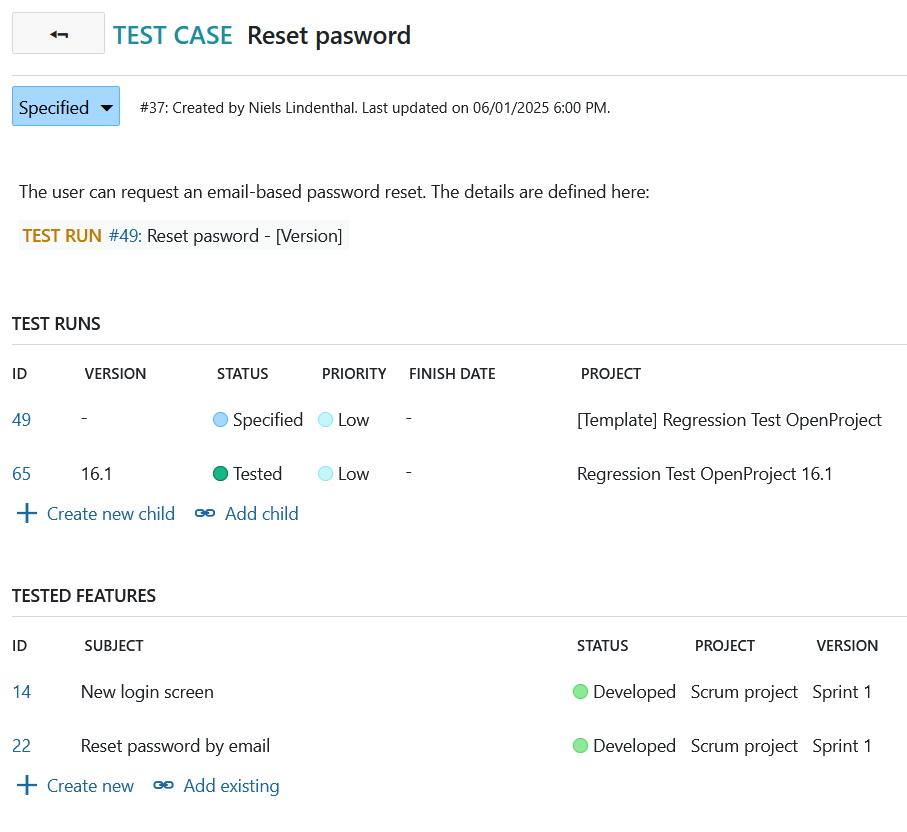 TEST CASE Reset pasword
Specified #37: Created by Niels Lindenthal. Last updated on 06/01/2025 6:00 PM.
The user can request an email-based password reset. The details are defined here:
TEST RUN #49: Reset pasword - [Version]
TEST RUNS
ID VERSION STATUS PRIORITY FINISH DATE PROJECT
49 - Specified Low - [Template] Regression Test OpenProject
65 16.1 Tested Low - Regression Test OpenProject 16.1
Create new child Add child
TESTED FEATURES
ID SUBJECT STATUS PROJECT VERSION
14 New login screen Developed Scrum project Sprint 1
22 Reset password by email Developed Scrum project Sprint 1
Create new Add existing